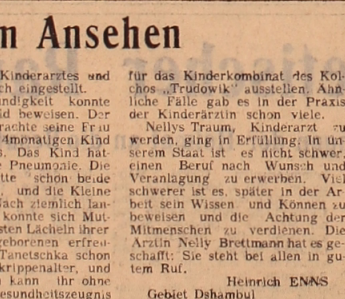 m Ansehen
Kinderarztes und
ch eingestellt.
undigkeit konnte
id beweisen. Der
rachte seine Frau
4monatigen Kind
s. Das Kind hat-
e Pneumonie. Die
tte schon beide
, und die Kleine
Nach ziemlich lan-
konnte sich Mut-
sten Lächeln ihrer
geborenen erfreu-
Tanetschka schon
krippenalter, und
n kann ihr ohne
esundheitszeugnis
für das Kinderkombinat des Kol-
chos „Trudowik" ausstellen. Ähn-
liche Fälle gab es in der Praxis
der Kinderärztin schon viele.
Nellys Traum, Kinderarzt zu
werden, ging in Erfüllung. In un-
serem Staat ist es nicht schwer,
einen Beruf nach Wunsch und
Veranlagung zu erwerben. Viel
schwerer ist es, später in der Ar-
beit sein Wissen und Können zu
beweisen und die Achtung der
Mitmenschen zu verdienen. Die
Ärztin Nelly Brettmann hat es ge-
schafft: Sie steht bei allen in gu-
tem Ruf.
Heinrich ENNS
Gebiet Dshambul